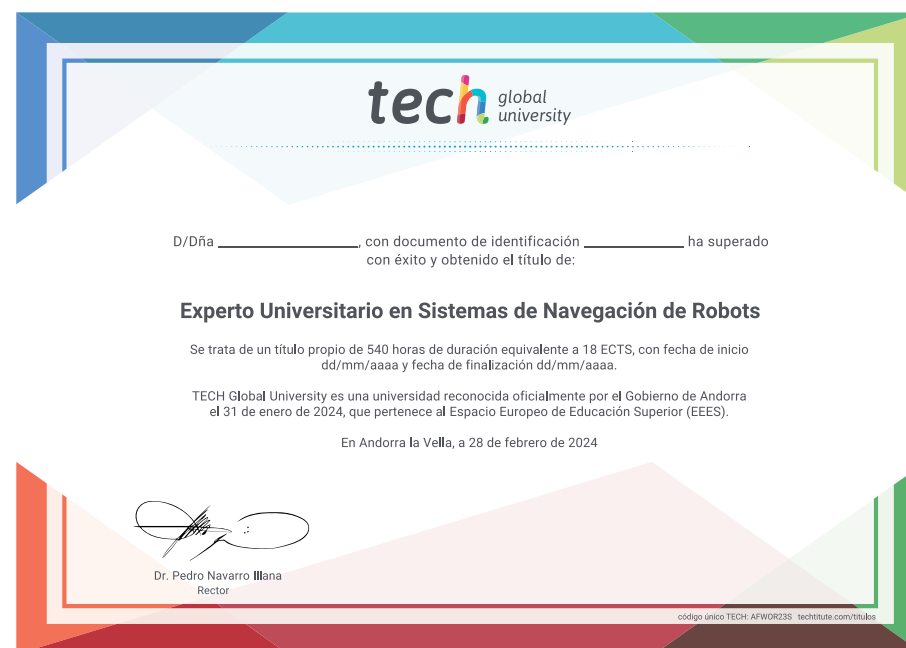 tech global
university
D/Dña ______________, con documento de identificación __________ ha superado
con éxito y obtenido el título de:
Experto Universitario en Sistemas de Navegación de Robots
Se trata de un título propio de 540 horas de duración equivalente a 18 ECTS, con fecha de inicio
dd/mm/aaaa y fecha de finalización dd/mm/aaaa.
TECH Global University es una universidad reconocida oficialmente por el Gobierno de Andorra
el 31 de enero de 2024, que pertenece al Espacio Europeo de Educación Superior (EEES).
En Andorra la Vella, a 28 de febrero de 2024
Dr. Pedro Navarro Illana
Rector
código único TECH: AFWOR23S techtitute.com/titulos